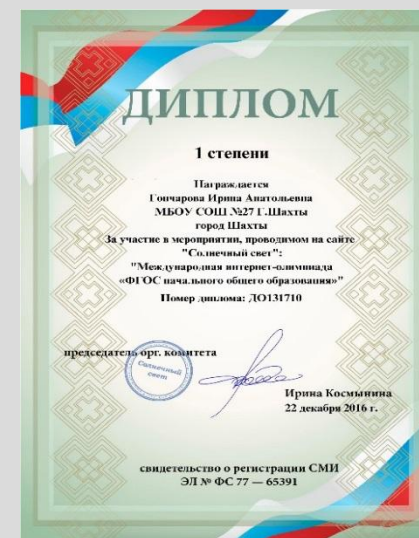 ДИПЛОМ
1 степени
Награждается
Гончарова Ирина Анатольевна
МБОУ СОШ №27 Г.Шахты
город Шахты
За участие в мероприятии, проводимом на сайте
"Солнечный свет":
"Международная интернет-олимпиада
«ФГОС начального общего образования»"
Номер диплома: ДО131710
председатель орг. комитета
Солнечный
свет
Ирина Космынина
22 декабря 2016 г.
свидетельство о регистрации СМИ
ЭЛ № ФС 77 — 65391